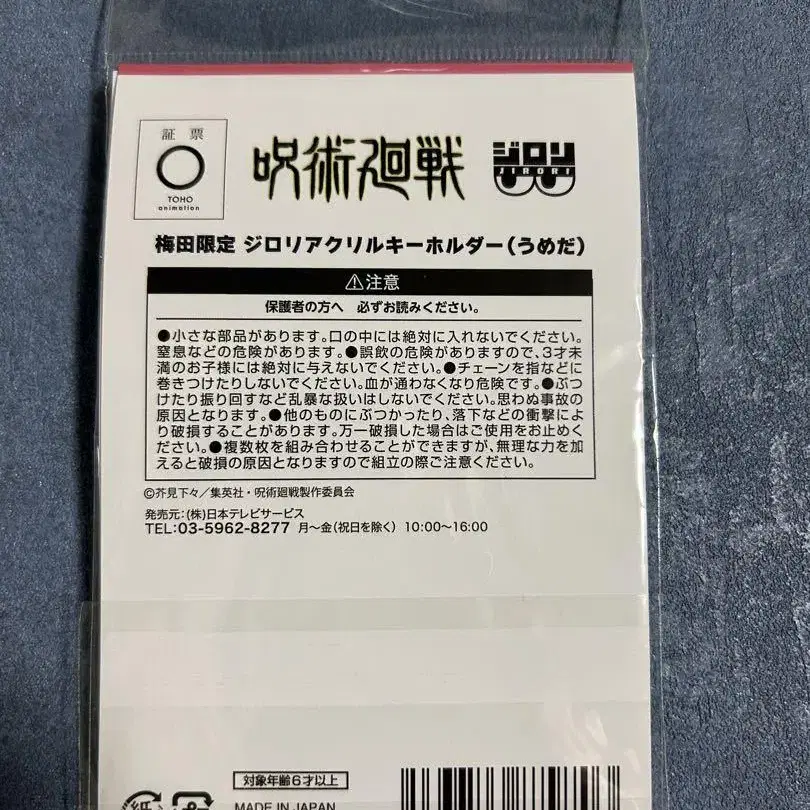 証 票
TOHO
animation
呪術廻戦
ジロリ
JIRORI
梅田限定 ジロリアクリルキーホルダー(うめだ)
⚠注意
保護者の方へ 必ずお読みください。
●小さな部品があります。口の中には絶対に入れないでください。
窒息などの危険があります。●誤飲の危険がありますので、3才未
満のお子様には絶対に与えないでください。●チェーンを指などに
巻きつけたりしないでください。血が通わなくなり危険です。●ぶつ
けたり振り回すなど乱暴な扱いはしないでください。思わぬ事故の
原因となります。●他のものにぶつかったり、落下などの衝撃によ
り破損することがあります。万一破損した場合はご使用をお止めく
ださい。●複数枚を組み合わせることができますが、無理な力を加
えると破損の原因となりますので組立の際ご注意ください。
©芥見下々/集英社・呪術廻戦製作委員会
発売元:(株)日本テレビサービス
TEL:03-5962-8277 月~金(祝日を除く) 10:00~16:00
対象年齢6才以上
紙
MADE IN JAPAN